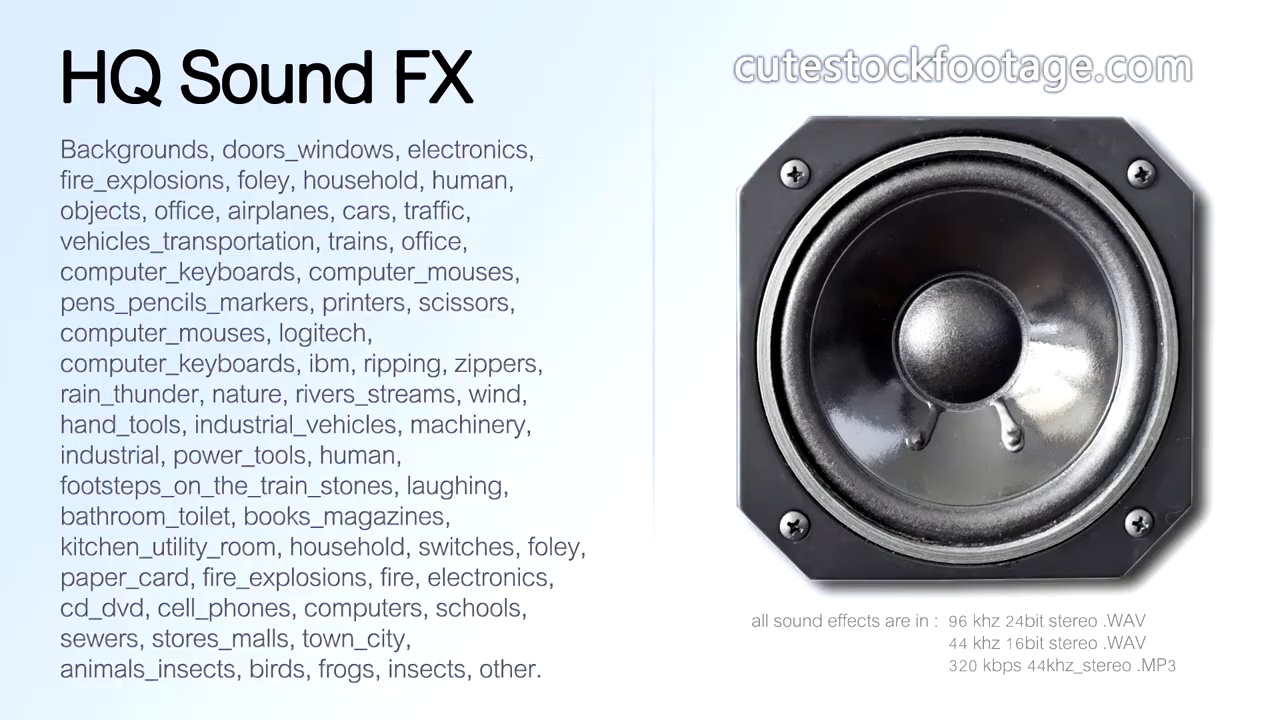 HQ Sound FX
Backgrounds, doors_windows, electronics,
fire_explosions, foley, household, human,
objects, office, airplanes, cars, traffic,
vehicles_transportation, trains, office,
computer_keyboards, computer_mouses,
pens_pencils_markers, printers, scissors,
computer_mouses, logitech,
computer_keyboards, ibm, ripping, zippers,
rain_thunder, nature, rivers_streams, wind,
hand_tools, industrial_vehicles, machinery,
industrial, power_tools, human,
footsteps_on_the_train_stones, laughing,
bathroom_toilet, books_magazines,
kitchen_utility_room, household, switches, foley,
paper_card, fire_explosions, fire, electronics,
cd_dvd, cell_phones, computers, schools,
sewers, stores_malls, town_city,
animals_insects, birds, frogs, insects, other.
cutestockfootage.com
all sound effects are in : 96 khz 24bit stereo .WAV
44 khz 16bit stereo .WAV
320 kbps 44khz_stereo .MP3